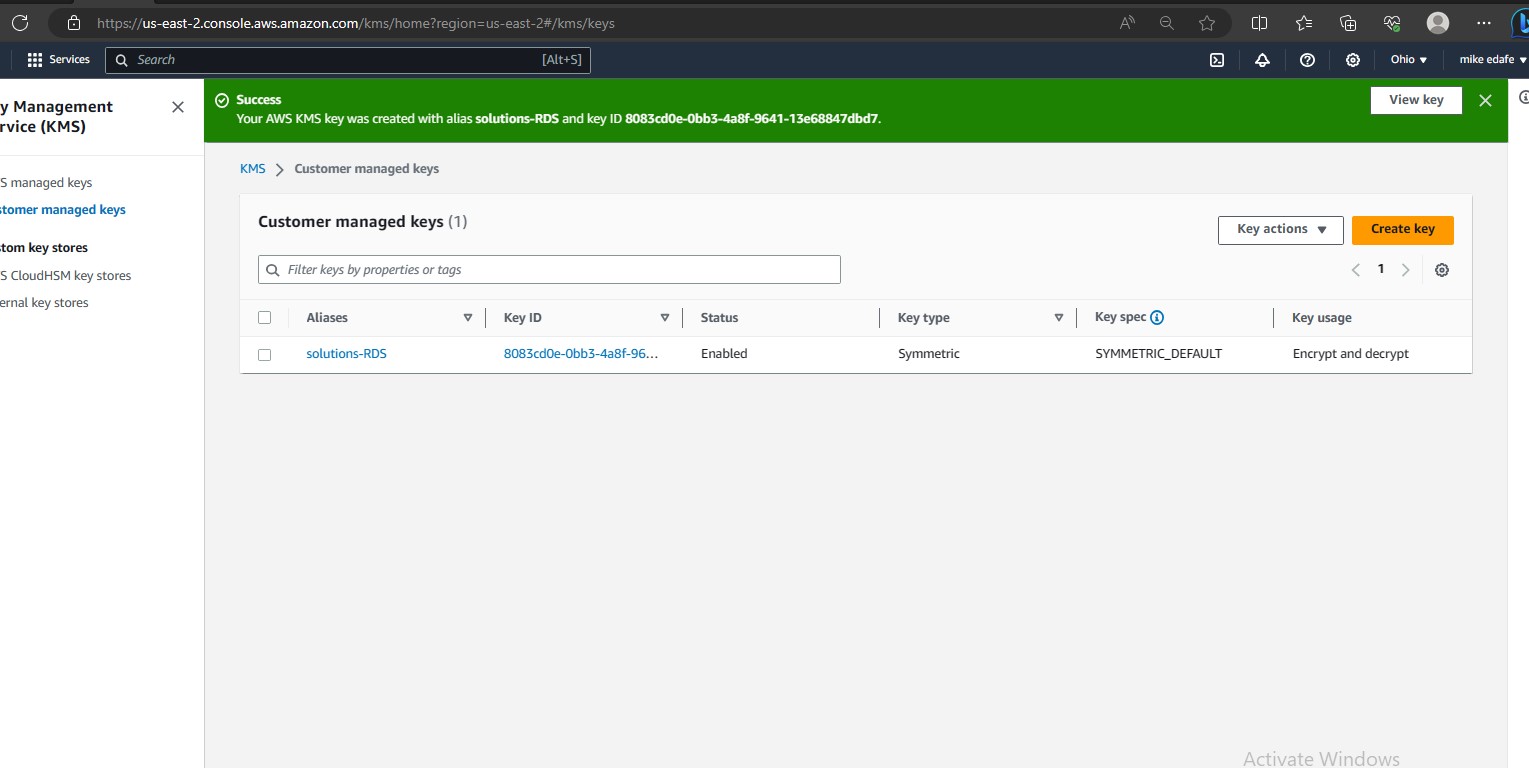 https://us-east-2.console.aws.amazon.com/kms/home?region=us-east-2#/kms/keys
Services
Search
[Alt+S]
Ohio
mike edafe
y Management
rvice (KMS)
S managed keys
stomer managed keys
stom key stores
S CloudHSM key stores
ernal key stores
Success
Your AWS KMS key was created with alias solutions-RDS and key ID 8083cd0e-0bb3-4a8f-9641-13e68847dbd7.
View key
KMS > Customer managed keys
Customer managed keys (1)
Key actions
Create key
Filter keys by properties or tags
1
Aliases Key ID Status Key type Key spec Key usage
solutions-RDS 8083cd0e-0bb3-4a8f-96... Enabled Symmetric SYMMETRIC_DEFAULT Encrypt and decrypt
Activate Windows